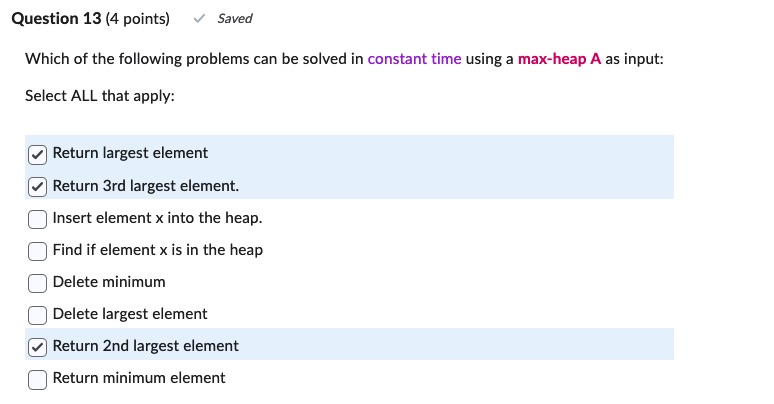 Question 13 (4 points) ✓ Saved
Which of the following problems can be solved in constant time using a max-heap A as input:
Select ALL that apply:
Return largest element
Return 3rd largest element.
Insert element x into the heap.
Find if element x is in the heap
Delete minimum
Delete largest element
Return 2nd largest element
Return minimum element